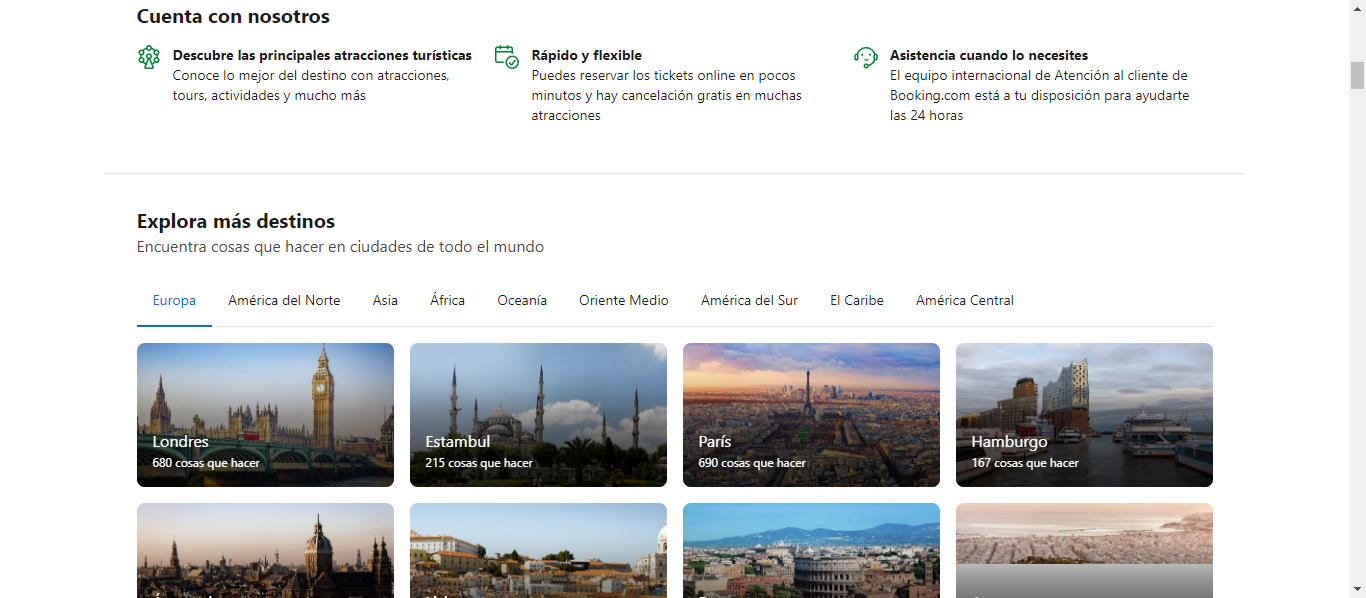 Cuenta con nosotros
Descubre las principales atracciones turísticas
Conoce lo mejor del destino con atracciones,
tours, actividades y mucho más
Rápido y flexible
Puedes reservar los tickets online en pocos
minutos y hay cancelación gratis en muchas
atracciones
Asistencia cuando lo necesites
El equipo internacional de Atención al cliente de
Booking.com está a tu disposición para ayudarte
las 24 horas
Explora más destinos
Encuentra cosas que hacer en ciudades de todo el mundo
Europa
América del Norte
Asia
África
Oceanía
Oriente Medio
América del Sur
El Caribe
América Central
Londres
680 cosas que hacer
Estambul
215 cosas que hacer
París
690 cosas que hacer
Hamburgo
167 cosas que hacer